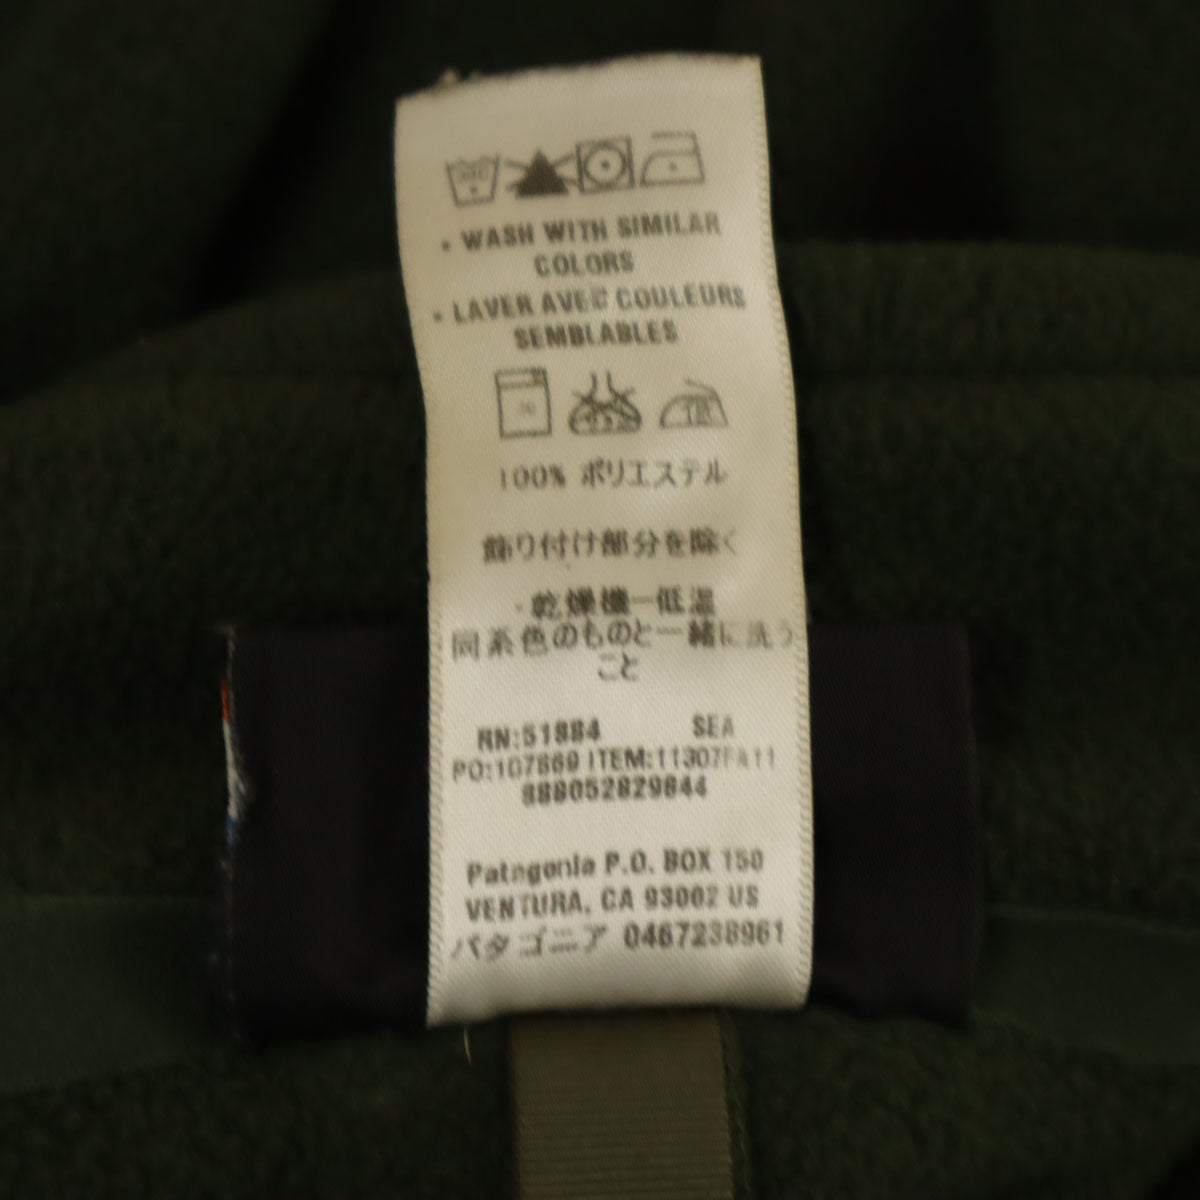 • WASH WITH SIMILAR
COLORS
• LAVER AVEC COULEURS
SEMBLABLES
100% ポリエステル
飾り付け部分を除く
・乾燥機ー低温
同系色のものと一緒に洗う
こと
RN:51884 SEA
PO:107869 ITEM:11307FA11
888052829844
Patagonia P.O. BOX 150
VENTURA, CA 93002 US
パタゴニア 0467238961